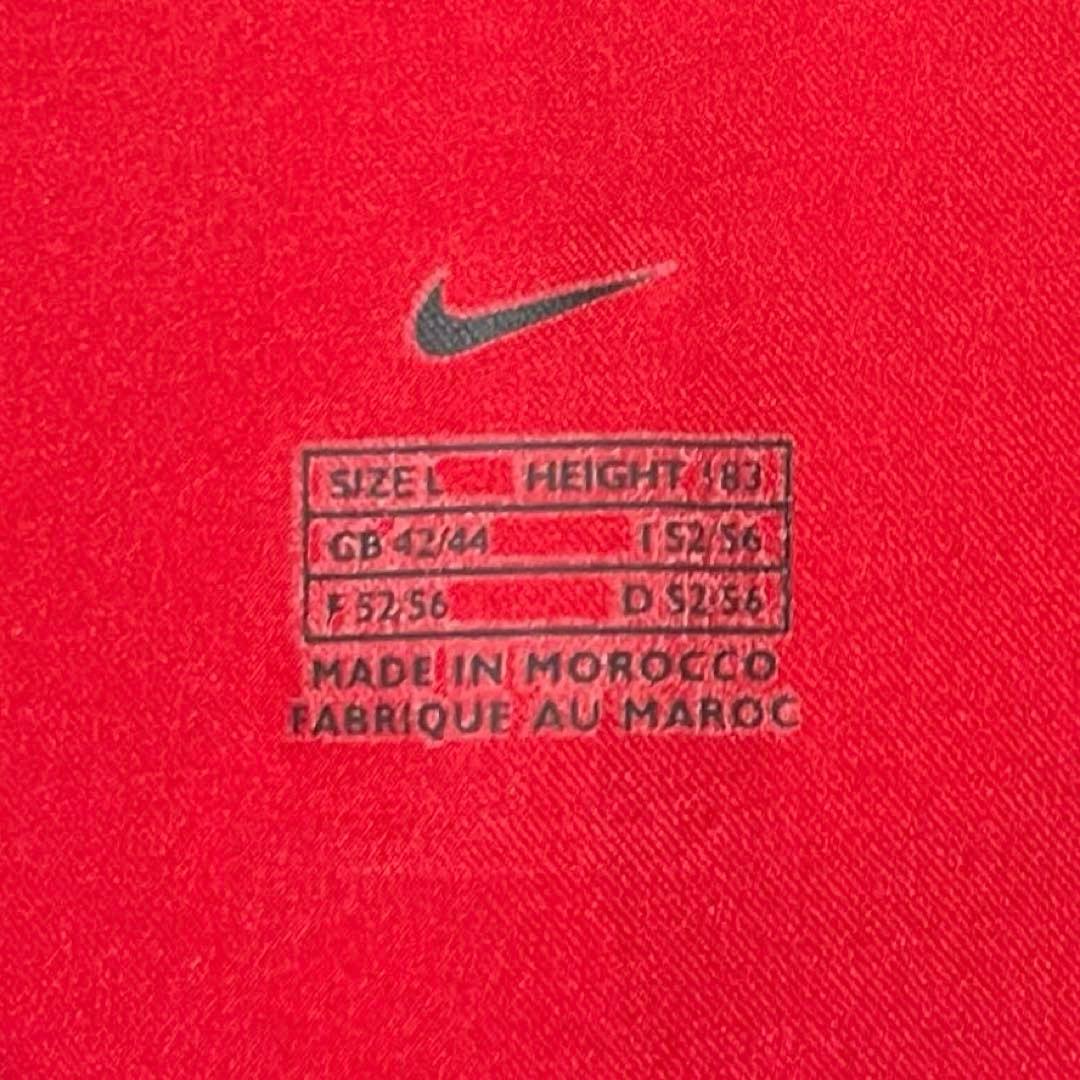 SIZE L HEIGHT 183
GB 42/44 I 52/56
F 52/56 D 52/56
MADE IN MOROCCO
FABRIQUE AU MAROC